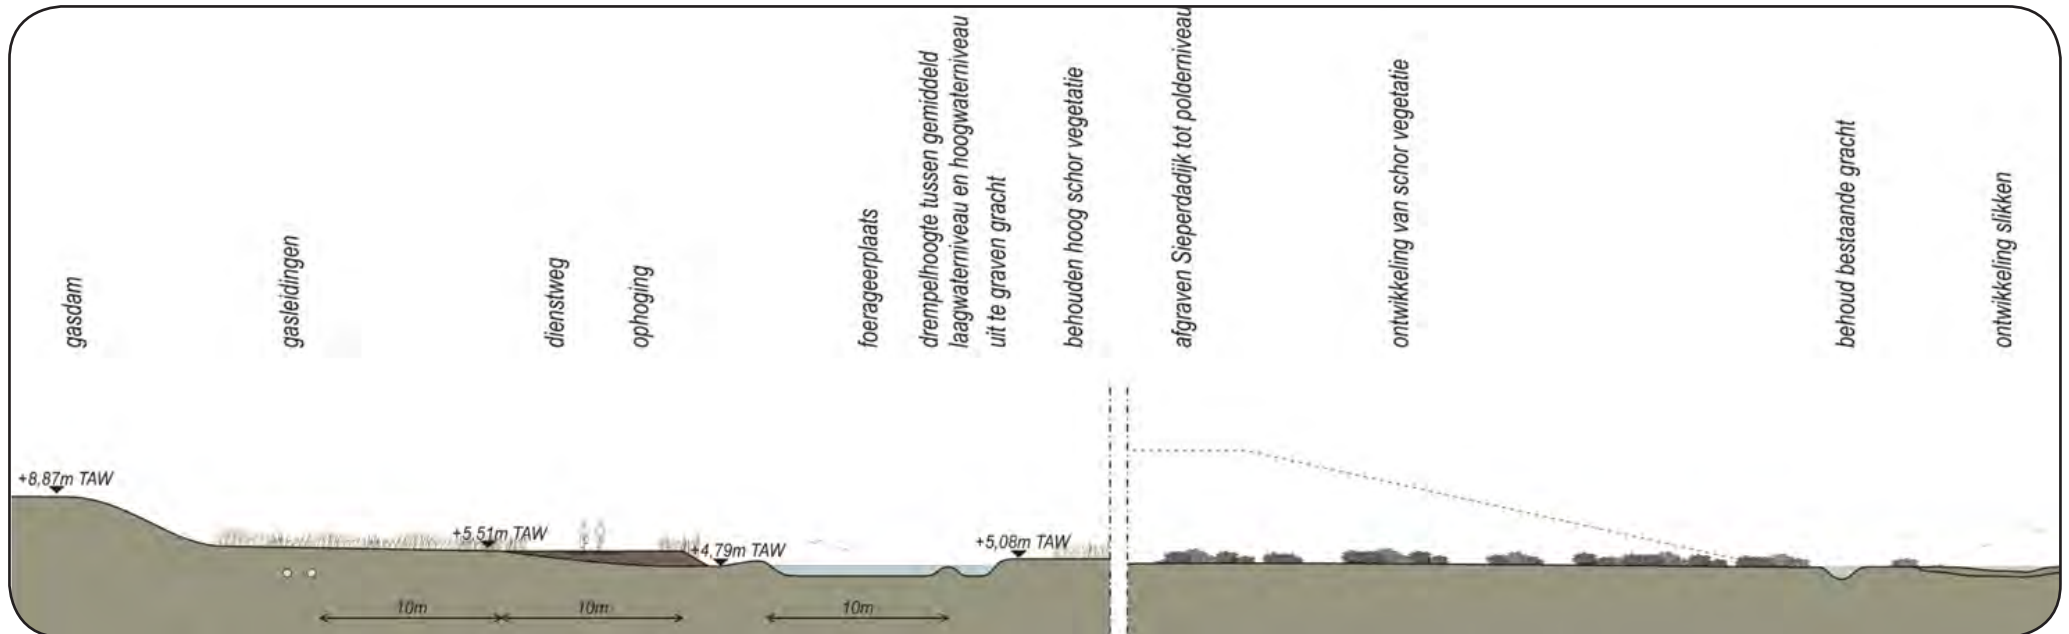 gasdam
gasleidingen
dienstweg
ophoging
foerageerplaats
drempelhoogte tussen gemiddeld
laagwaterniveau en hoogwaterniveau
uit te graven gracht
behouden hoog schor vegetatie
afgraven Sieperdadijk tot polderniveau
ontwikkeling van schor vegetatie
behoud bestaande gracht
ontwikkeling slikken
+8,87m TAW
+5,51m TAW
+4,79m TAW
+5,08m TAW
10m
10m
10m